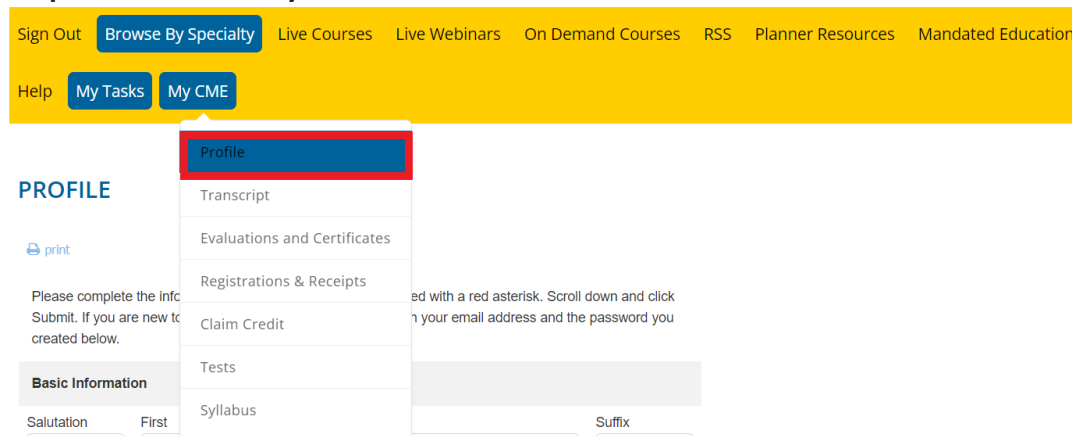 Sign Out Browse By Specialty Live Courses Live Webinars On Demand Courses RSS Planner Resources Mandated Education
Help My Tasks My CME
Profile
PROFILE
Transcript
print
Evaluations and Certificates
Registrations & Receipts
Please complete the info ed with a red asterisk. Scroll down and click
Submit. If you are new to your email address and the password you
created below.
Claim Credit
Tests
Basic Information
Syllabus
Salutation First Suffix